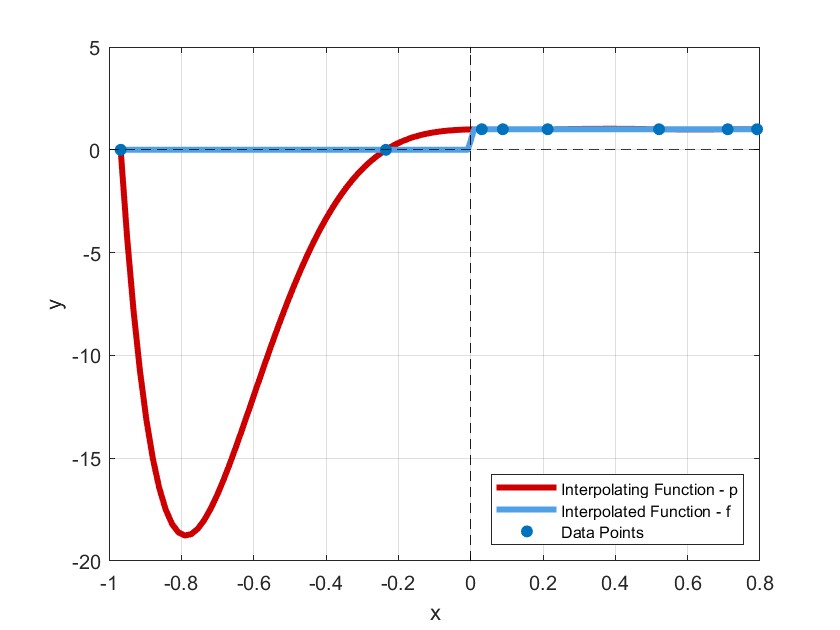 5
0
-5
-10
-15
-20
y
-1 -0.8 -0.6 -0.4 -0.2 0 0.2 0.4 0.6 0.8
x
Interpolating Function - p
Interpolated Function - f
Data Points